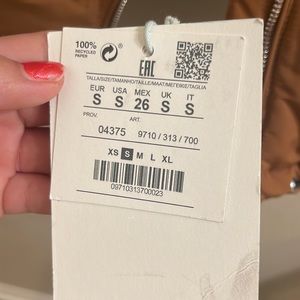 100%
RECYCLED
PAPER
EAC
TALLA/SIZE/TAMANHO/TAILLE/MAAT/МЕГЕӨӨЕ/TAGLIA
EUR USA MEX UK IT
S S 26 S S
PROV. ART.
04375 9710 / 313 / 700
XS S M L XL
09710313700023